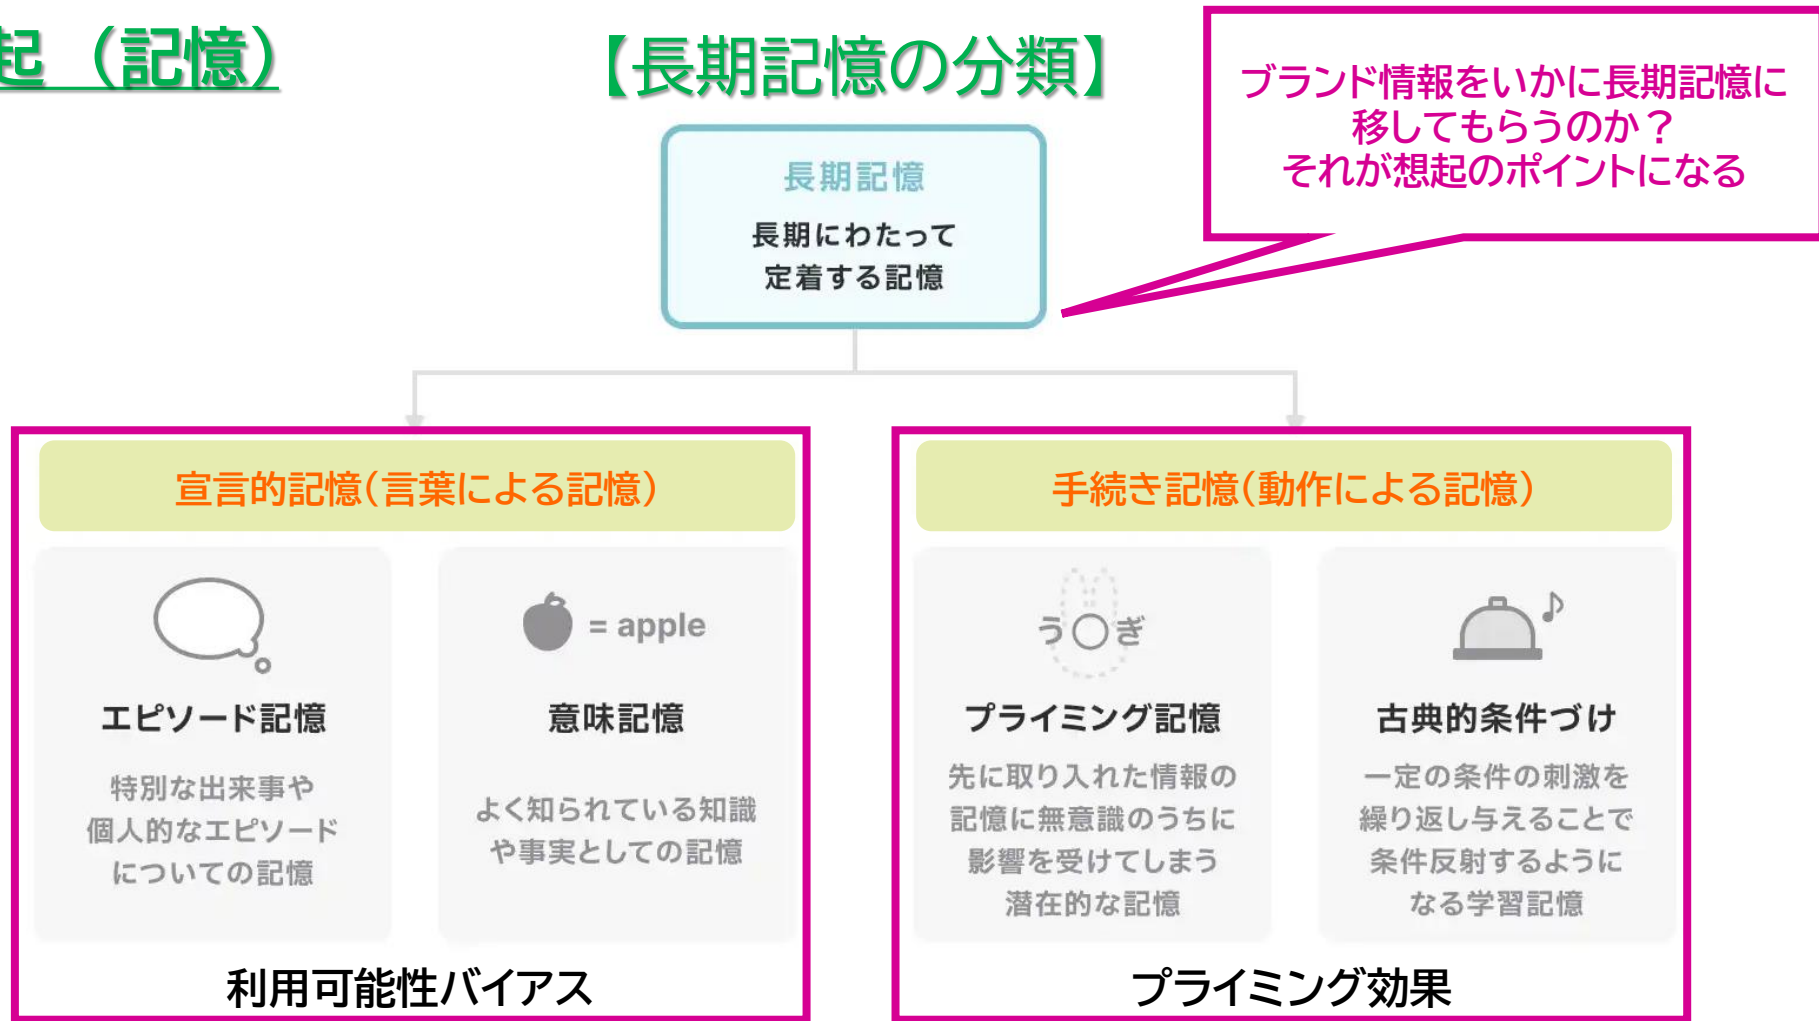 起（記憶）
【長期記憶の分類】
ブランド情報をいかに長期記憶に
移してもらうのか？
それが想起のポイントになる
長期記憶
長期にわたって
定着する記憶
宣言的記憶(言葉による記憶)
エピソード記憶
特別な出来事や
個人的なエピソード
についての記憶
= apple
意味記憶
よく知られている知識
や事実としての記憶
利用可能性バイアス
手続き記憶(動作による記憶)
う〇ぎ
プライミング記憶
先に取り入れた情報の
記憶に無意識のうちに
影響を受けてしまう
潜在的な記憶
古典的条件づけ
一定の条件の刺激を
繰り返し与えることで
条件反射するように
なる学習記憶
プライミング効果